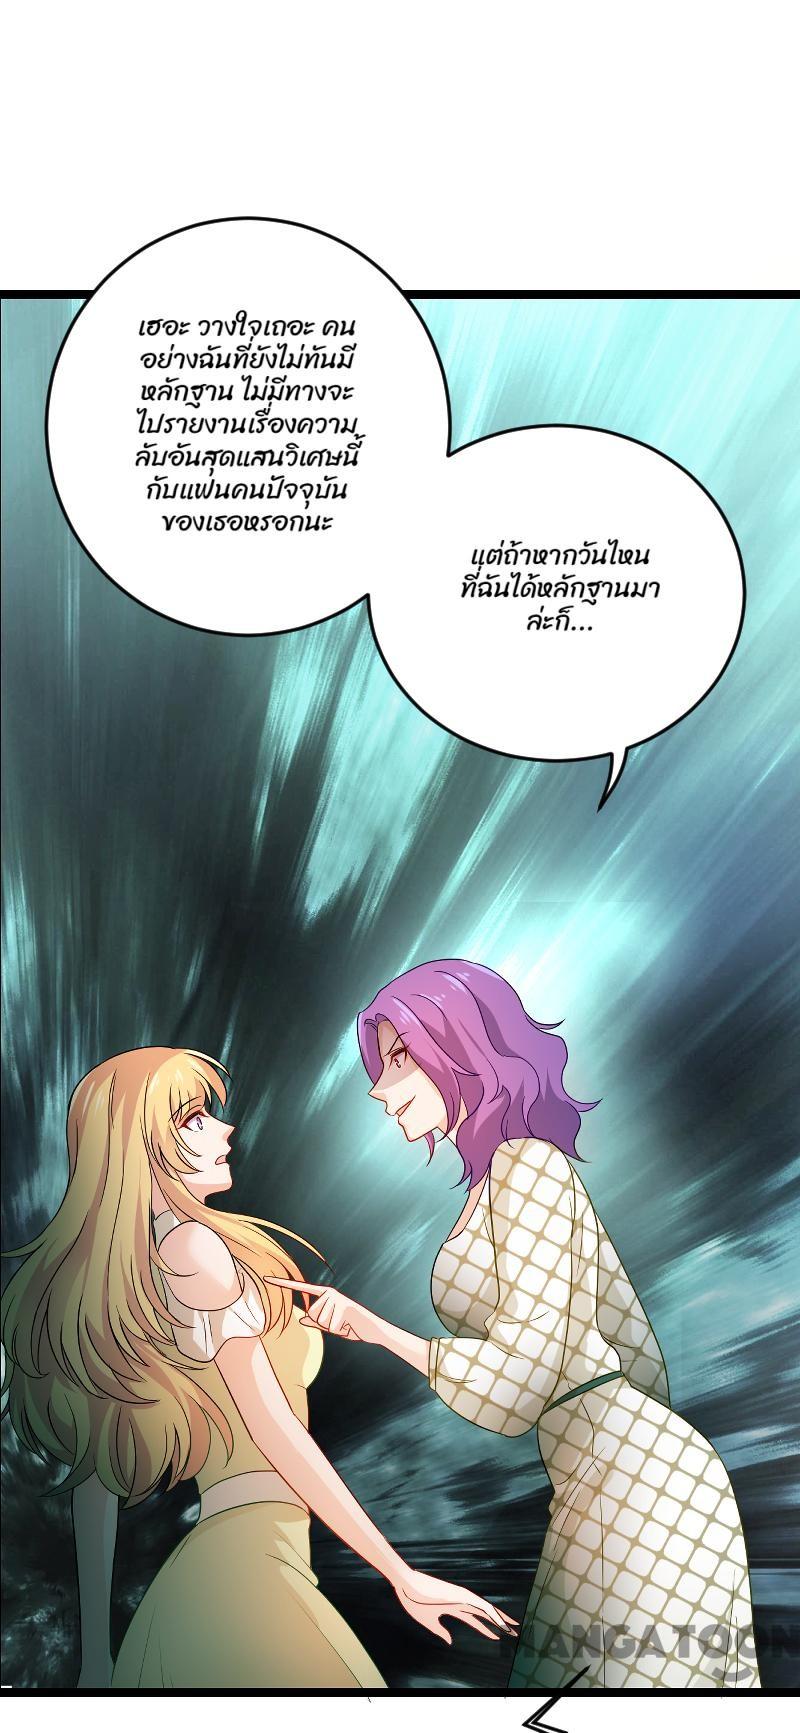 เฮอะ วางใจเถอะ คน
อย่างฉันที่ยังไม่ทันมี
หลักฐาน ไม่มีทางจะ
ไปรายงานเรื่องความ
ลับอันสุดแสนวิเศษนี้
กับแฟนคนปัจจุบัน
ของเธอหรอกนะ
แต่ถ้าหากวันไหน
ที่ฉันได้หลักฐานมา
ล่ะก็...
MANGATOON